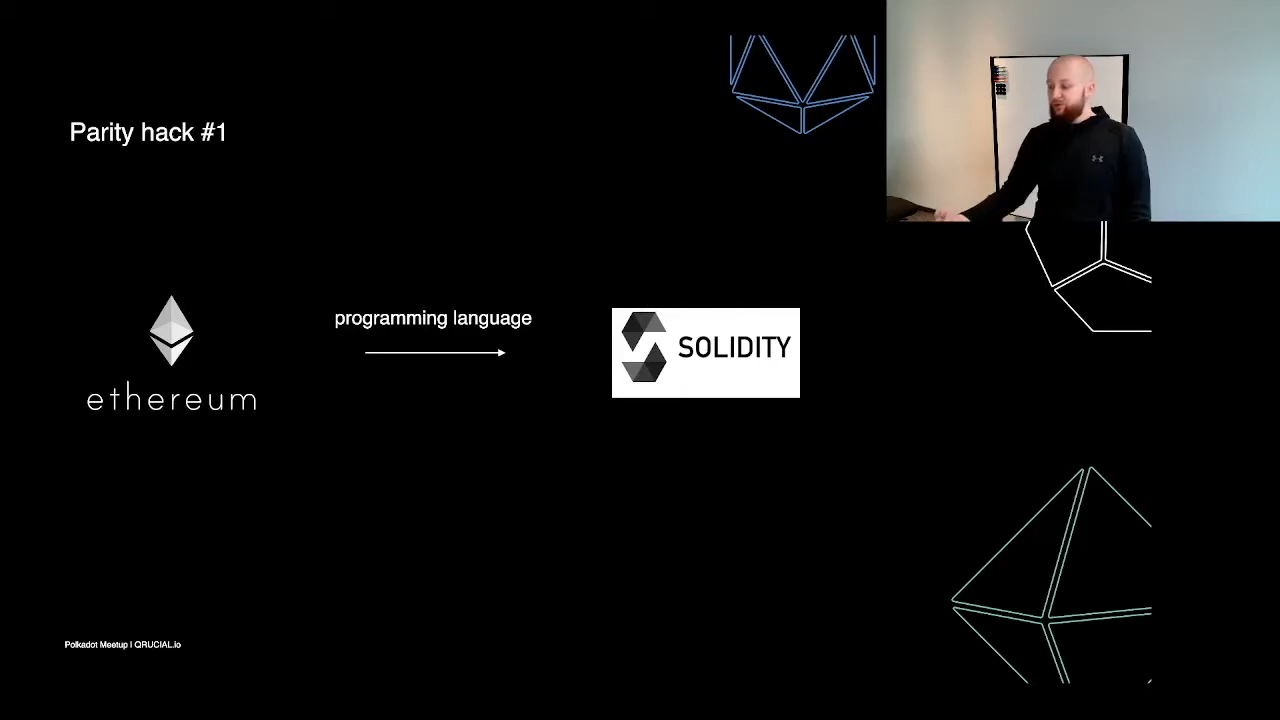 Parity hack #1
programming language
SOLIDITY
ethereum
Polkadot Meetup | QRUCIAL.io